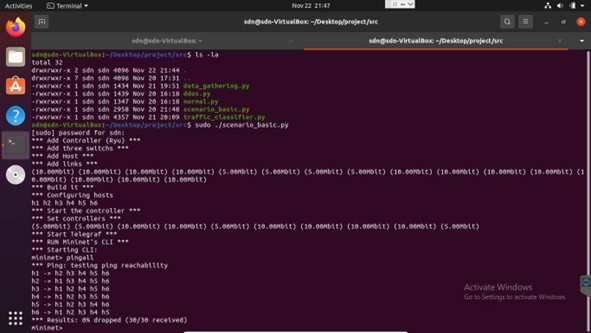 Activities
Terminal
Nov 22 21:47
sdn@sdn-VirtualBox: ~/Desktop/project/src
sdn@sdn-VirtualBox: ~
sdn@sdn-VirtualBox: ~/Desktop/project/src
sdn@sdn-VirtualBox:~/Desktop/project/src$ ls -la
total 32
drwxrwxr-x 2 sdn sdn 4096 Nov 22 21:44 .
drwxrwxr-x 7 sdn sdn 4096 Nov 20 17:31 ..
-rwxrwxr-x 1 sdn sdn 1434 Nov 21 19:51 data_gathering.py
-rwxrwxr-x 1 sdn sdn 1439 Nov 20 16:18 ddos.py
-rwxrwxr-x 1 sdn sdn 1347 Nov 20 16:18 normal.py
-rwxrwxr-x 1 sdn sdn 2958 Nov 20 21:48 scenario_basic.py
-rwxrwxr-x 1 sdn sdn 4357 Nov 21 20:09 traffic_classifier.py
sdn@sdn-VirtualBox:~/Desktop/project/src$ sudo ./scenario_basic.py
[sudo] password for sdn:
*** Add Controller (Ryu) ***
*** Add three switchs ***
*** Add Host ***
*** Add links ***
(10.00Mbit) (10.00Mbit) (10.00Mbit) (10.00Mbit) (5.00Mbit) (5.00Mbit) (5.00Mbit) (5.00Mbit) (10.00Mbit) (10.00Mbit) (10.00Mbit) (10.00Mbit) (1
0.00Mbit) (10.00Mbit) (10.00Mbit) (10.00Mbit)
*** Build it ***
*** Configuring hosts
h1 h2 h3 h4 h5 h6
*** Start the controller ***
*** Set controllers ***
(5.00Mbit) (5.00Mbit) (10.00Mbit) (10.00Mbit) (10.00Mbit) (5.00Mbit) (10.00Mbit) (10.00Mbit) (10.00Mbit) (10.00Mbit) (5.00Mbit)
*** Start Telegraf ***
*** RUN Mininet's CLI ***
*** Starting CLI:
mininet> pingall
*** Ping: testing ping reachability
h1 -> h2 h3 h4 h5 h6
h2 -> h1 h3 h4 h5 h6
h3 -> h1 h2 h4 h5 h6
h4 -> h1 h2 h3 h5 h6
h5 -> h1 h2 h3 h4 h6
h6 -> h1 h2 h3 h4 h5
*** Results: 0% dropped (30/30 received)
mininet>
Activate Windows
Go to Settings to activate Windows.